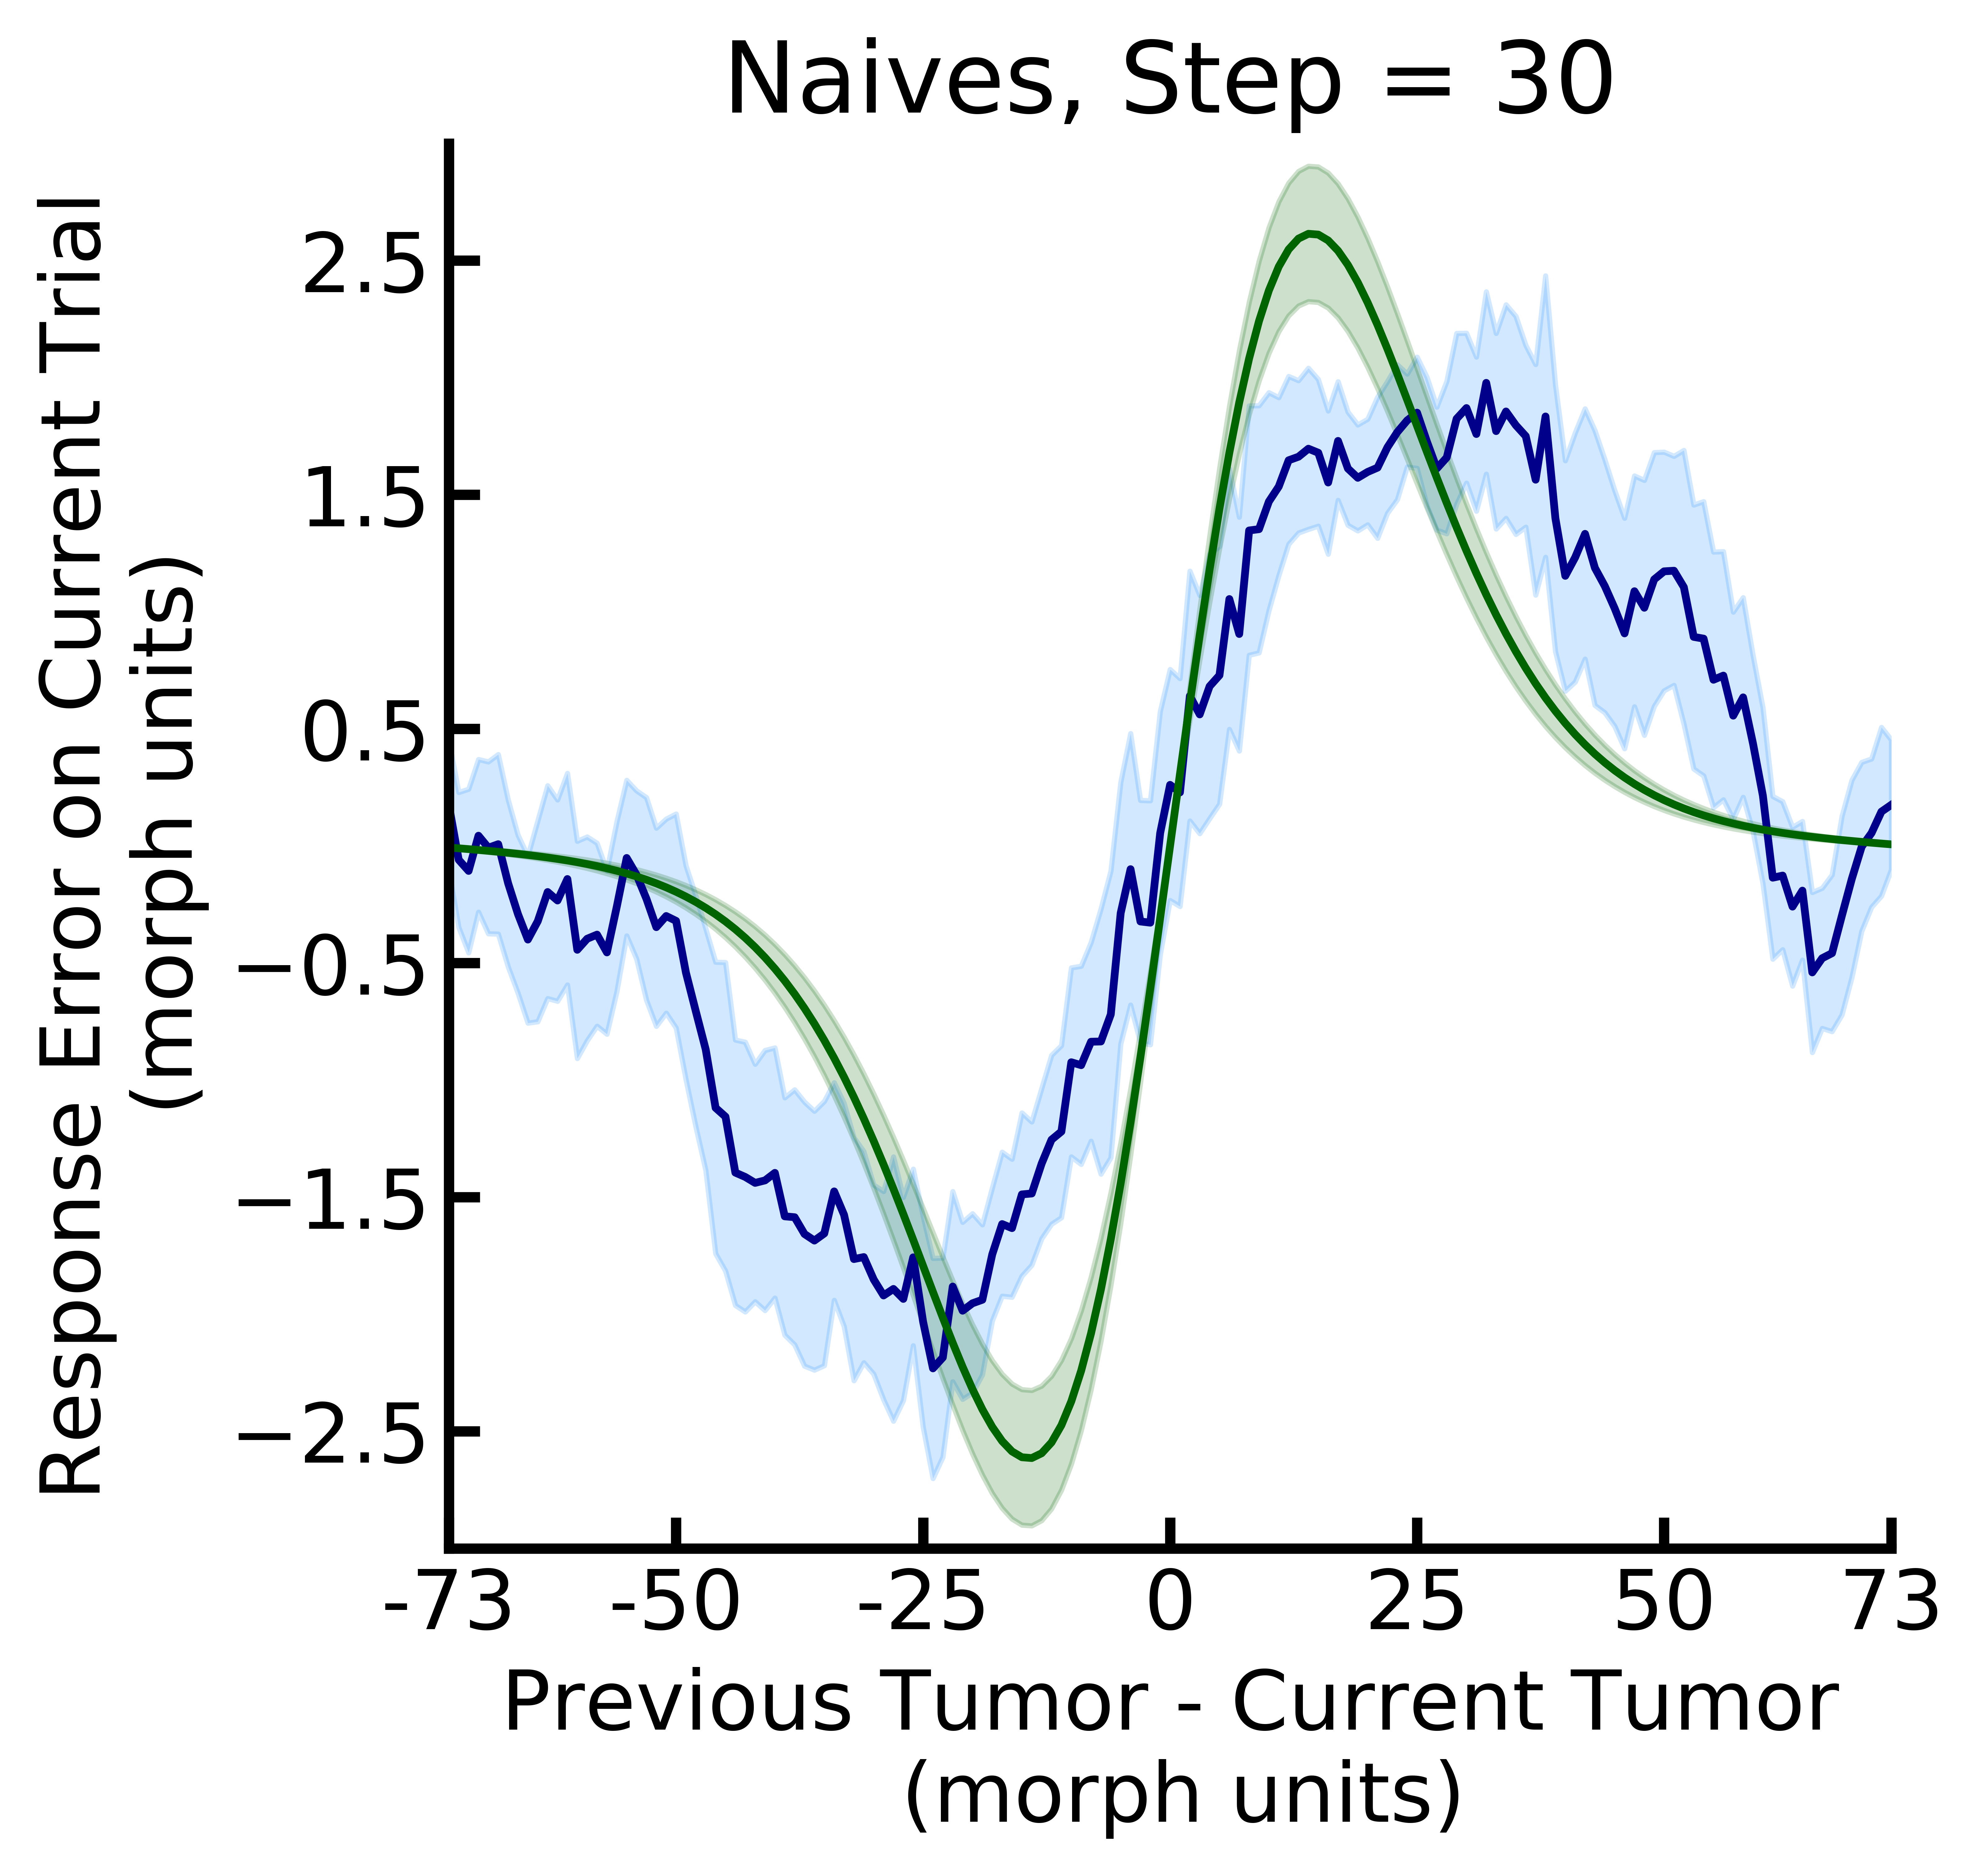 Naives, Step = 30
Response Error on Current Trial
(morph units)
2.5
1.5
0.5
−0.5
−1.5
−2.5
-73 -50 -25 0 25 50 73
Previous Tumor - Current Tumor
(morph units)